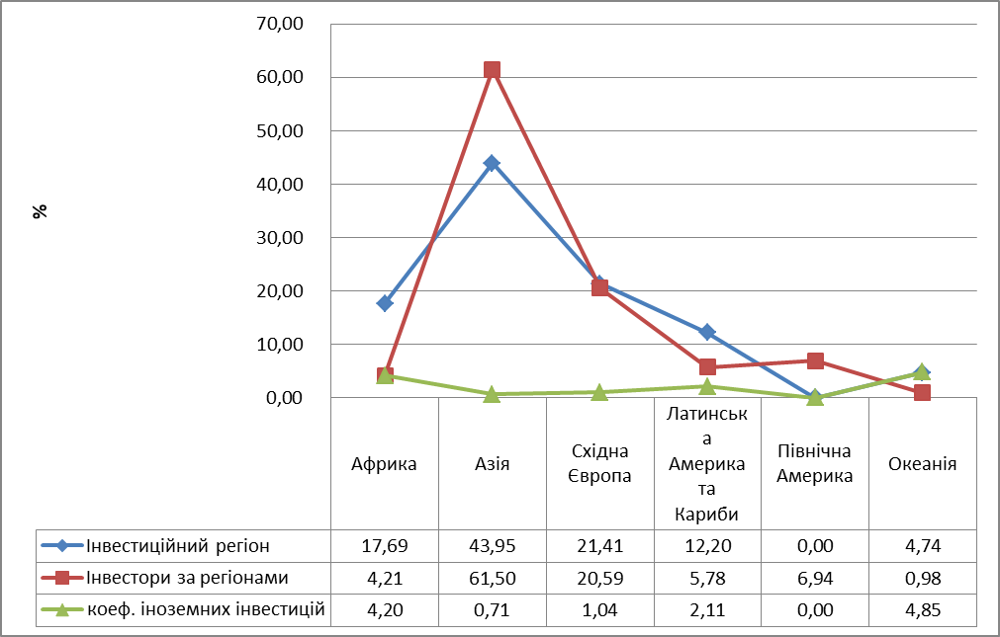 70,00
60,00
50,00
40,00
30,00
20,00
10,00
0,00
%
Африка
Азія
Східна
Європа
Латинськ
а
Америка
та
Кариби
Північна
Америка
Океанія
Інвестиційний регіон 17,69 43,95 21,41 12,20 0,00 4,74
Інвестори за регіонами 4,21 61,50 20,59 5,78 6,94 0,98
коеф. іноземних інвестицій 4,20 0,71 1,04 2,11 0,00 4,85